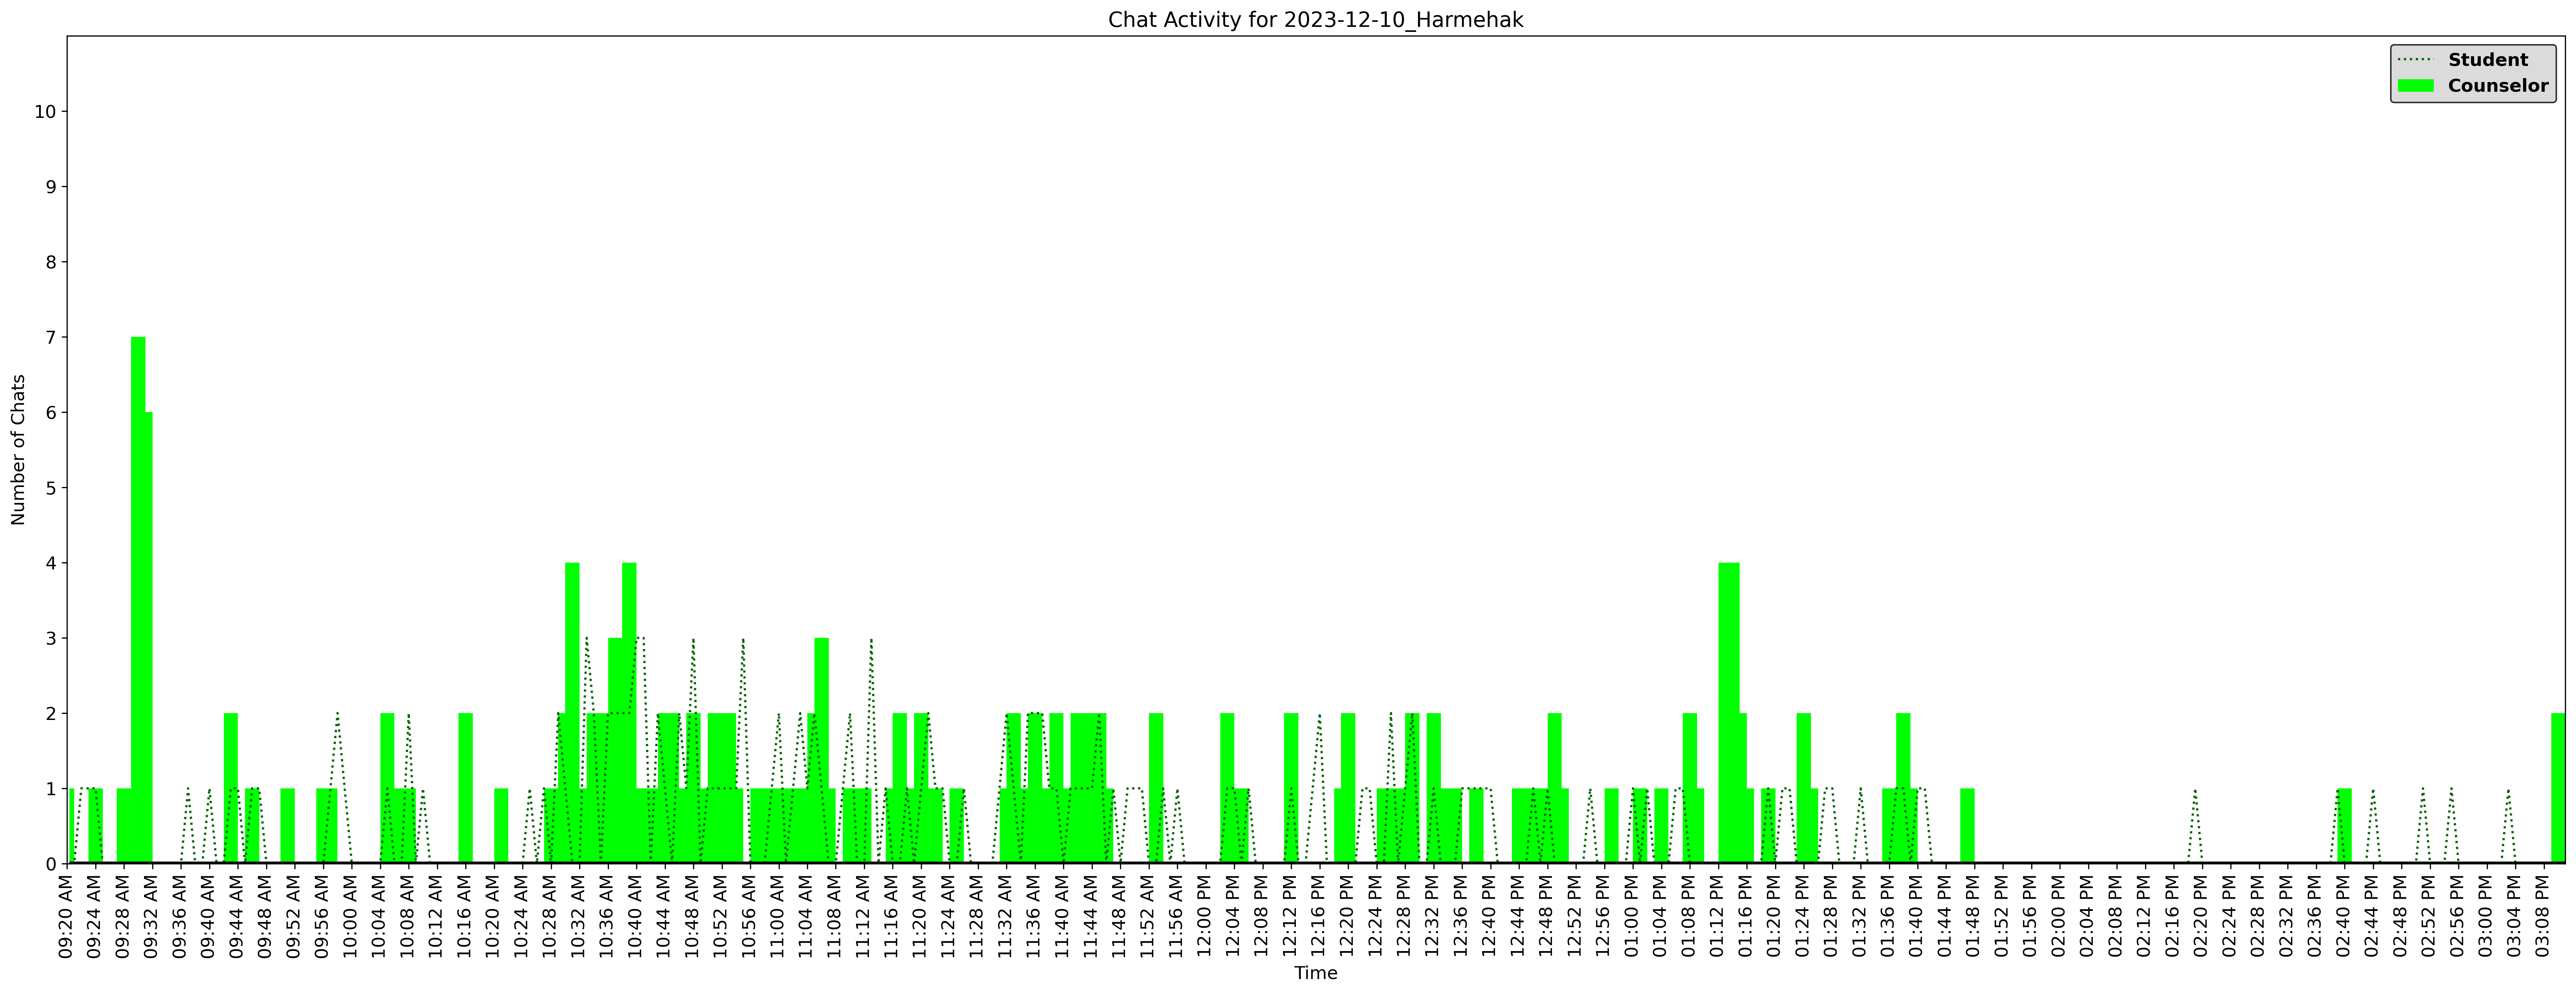 Chat Activity for 2023-12-10_Harmehak
Student
Counselor
Number of Chats
10
9
8
7
6
5
4
3
2
1
0
09:20 AM
09:24 AM
09:28 AM
09:32 AM
09:36 AM
09:40 AM
09:44 AM
09:48 AM
09:52 AM
09:56 AM
10:00 AM
10:04 AM
10:08 AM
10:12 AM
10:16 AM
10:20 AM
10:24 AM
10:28 AM
10:32 AM
10:36 AM
10:40 AM
10:44 AM
10:48 AM
10:52 AM
10:56 AM
11:00 AM
11:04 AM
11:08 AM
11:12 AM
11:16 AM
11:20 AM
11:24 AM
11:28 AM
11:32 AM
11:36 AM
11:40 AM
11:44 AM
11:48 AM
11:52 AM
11:56 AM
12:00 PM
12:04 PM
12:08 PM
12:12 PM
12:16 PM
12:20 PM
12:24 PM
12:28 PM
12:32 PM
12:36 PM
12:40 PM
12:44 PM
12:48 PM
12:52 PM
12:56 PM
01:00 PM
01:04 PM
01:08 PM
01:12 PM
01:16 PM
01:20 PM
01:24 PM
01:28 PM
01:32 PM
01:36 PM
01:40 PM
01:44 PM
01:48 PM
01:52 PM
01:56 PM
02:00 PM
02:04 PM
02:08 PM
02:12 PM
02:16 PM
02:20 PM
02:24 PM
02:28 PM
02:32 PM
02:36 PM
02:40 PM
02:44 PM
02:48 PM
02:52 PM
02:56 PM
03:00 PM
03:04 PM
03:08 PM
Time